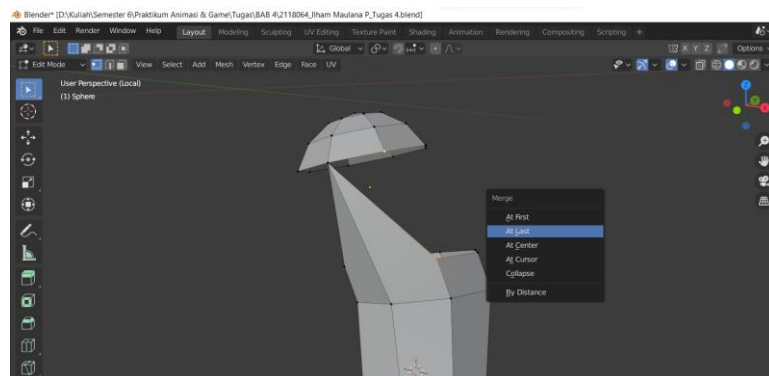 Blender* [D:\Kuliah\Semester 6\Praktikum Animasi & Game\Tugas\BAB 4\2118064_Ilham Maulana P_Tugas 4.blend]
File Edit Render Window Help Layout Modeling Sculpting UV Editing Texture Paint Shading Animation Rendering Compositing Scripting +
Global X Y Z Options
Edit Mode View Select Add Mesh Vertex Edge Face UV
User Perspective (Local)
(1) Sphere
Merge
At First
At Last
At Center
At Cursor
Collapse
By Distance